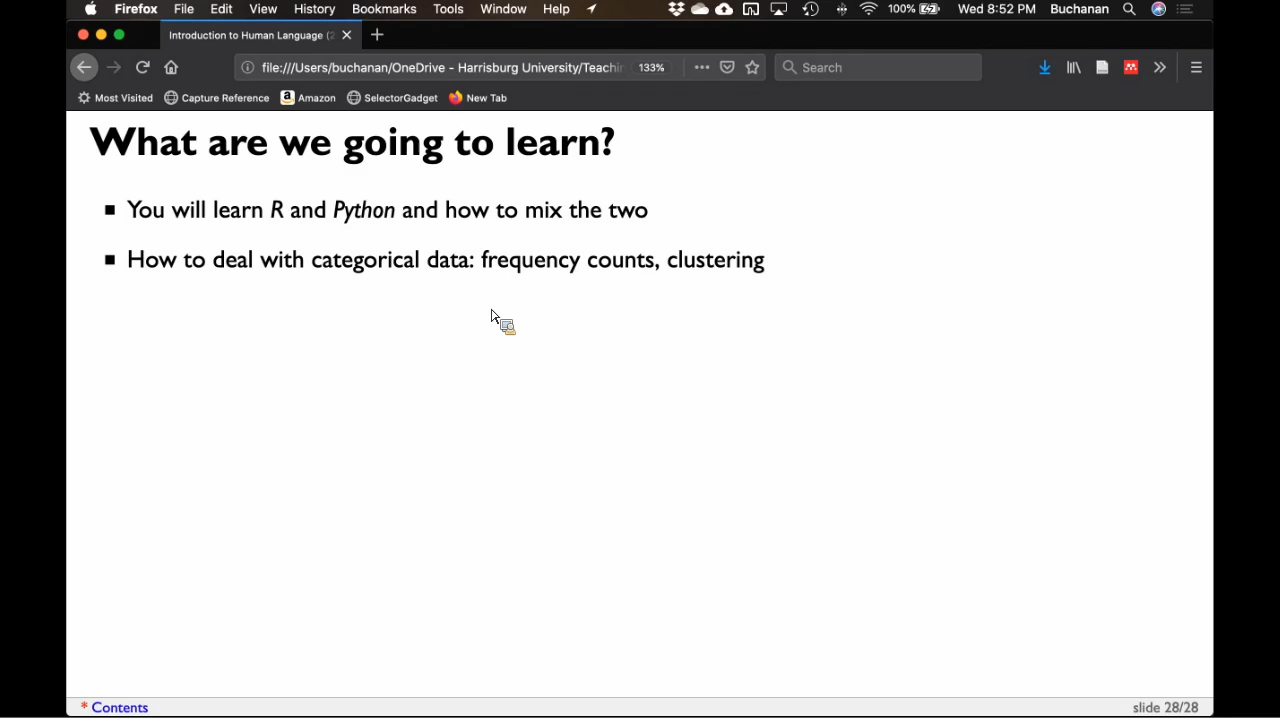 Firefox File Edit View History Bookmarks Tools Window Help 100% Wed 8:52 PM Buchanan
Introduction to Human Language (2
file:///Users/buchanan/OneDrive - Harrisburg University/Teachin 133% Search
Most Visited Capture Reference Amazon SelectorGadget New Tab
What are we going to learn?
You will learn R and Python and how to mix the two
How to deal with categorical data: frequency counts, clustering
* Contents slide 28/28